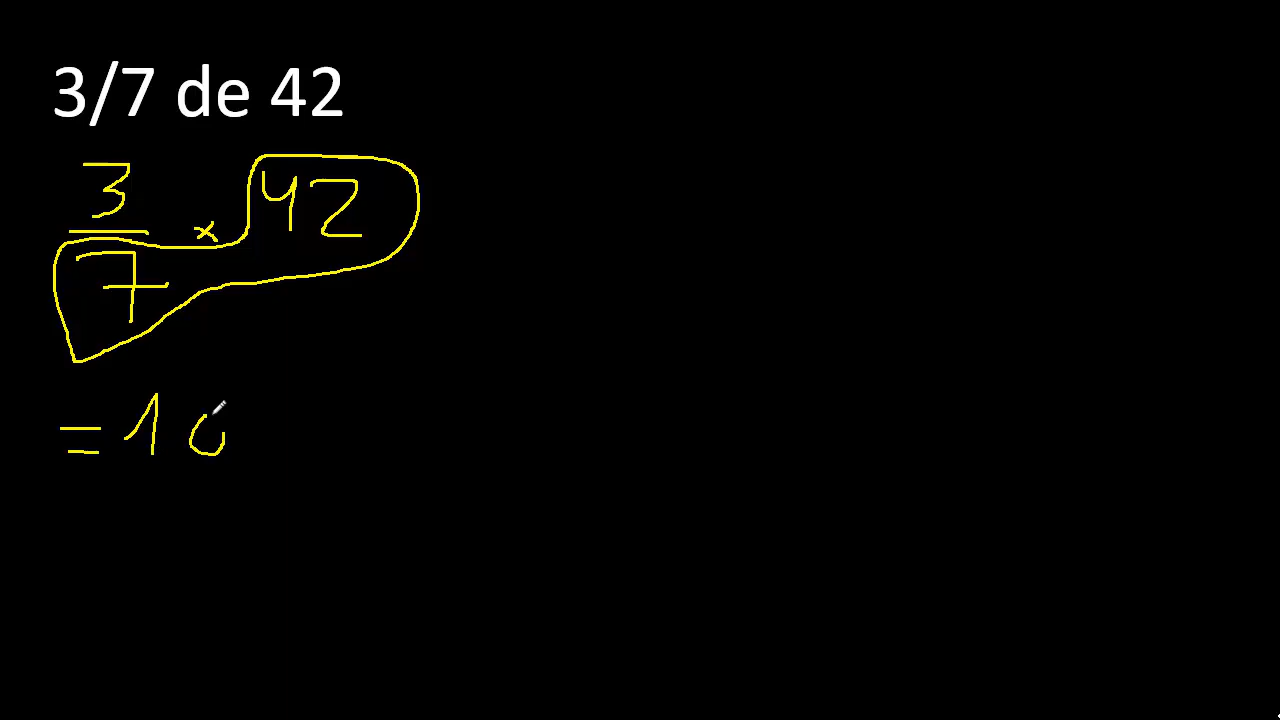 3/7 de 42
3
× 42
7
= 1